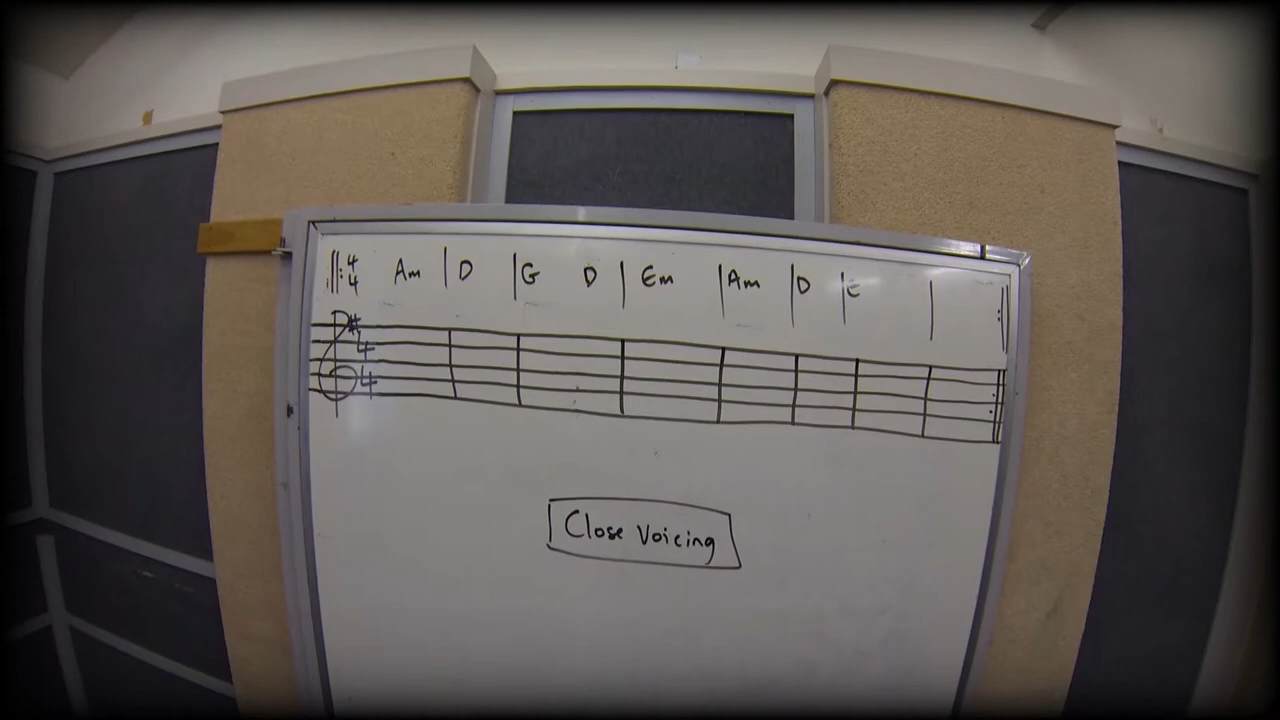 𝄆 4/4 Am | D | G D | Em | Am | D | E | 𝄇
# 4/4
Close Voicing